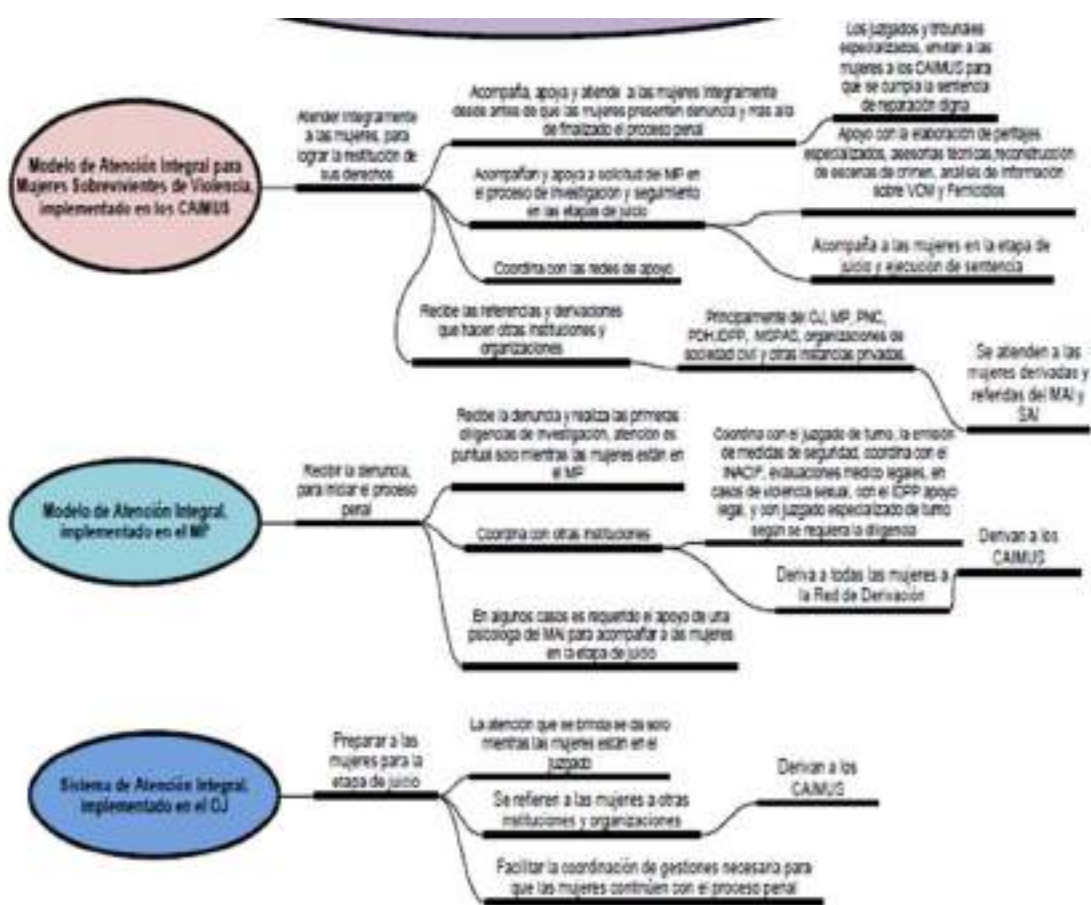 Modelo de Atención Integral para
Mujeres Sobrevivientes de Violencia,
implementado en los CAIMUS
Atender integramente
a las mujeres, para
lograr la restitución de
sus derechos
Acompaña, apoya y atiende a las mujeres integramente
desde antes de que las mujeres presenten denuncia y más allá
de finalizado el proceso penal
Los juzgados y tribunales
especializados, envían a las
mujeres a los CAIMUS para
que se cumpla la sentencia
de reparación digna
Acompañan y apoya a solicitud del MP en
el proceso de investigación y seguimiento
en las etapas de juicio
Apoyo con la elaboración de peritajes
especializados, asesorías técnicas, reconstrucción
de escenas de crimen, análisis de información
sobre VCM y Femicidios
Acompaña a las mujeres en la etapa de
juicio y ejecución de sentencia
Coordina con las redes de apoyo
Recibe las referencias y derivaciones
que hacen otras instituciones y
organizaciones
Principalmente del OJ, MP, PNC,
PDH, IDPP, MSPAS, organizaciones de
sociedad civil y otras instancias privadas.
Se atienden a las
mujeres derivadas y
referidas del MAI y
SAI
Modelo de Atención Integral,
implementado en el MP
Recibir la denuncia,
para iniciar el proceso
penal
Recibe la denuncia y realiza las primeras
diligencias de investigación, atención es
puntual solo mientras las mujeres están en
el MP
Coordina con otras instituciones
Coordina con el juzgado de turno, la emisión
de medidas de seguridad, coordina con el
INACIF, evaluaciones médico legales, en
casos de violencia sexual, con el IDPP apoyo
legal, y con juzgado especializado de turno
según se requiera la diligencia
Deriva a todas las mujeres a
la Red de Derivación
Derivan a los
CAIMUS
En algunos casos es requerido el apoyo de una
psicóloga del MAI para acompañar a las mujeres
en la etapa de juicio
Sistema de Atención Integral,
implementado en el OJ
Preparar a las
mujeres para la
etapa de juicio
La atención que se brinda se da solo
mientras las mujeres están en el
juzgado
Se refieren a las mujeres a otras
instituciones y organizaciones
Derivan a los
CAIMUS
Facilitar la coordinación de gestiones necesaria para
que las mujeres continúen con el proceso penal